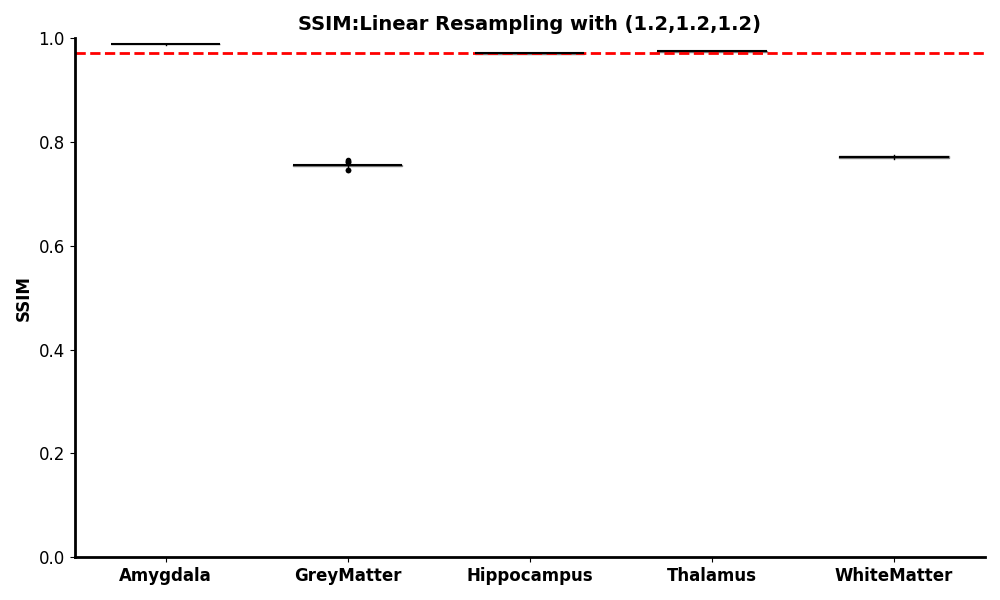 SSIM:Linear Resampling with (1.2,1.2,1.2)
1.0
0.8
0.6
0.4
0.2
0.0
SSIM
Amygdala GreyMatter Hippocampus Thalamus WhiteMatter